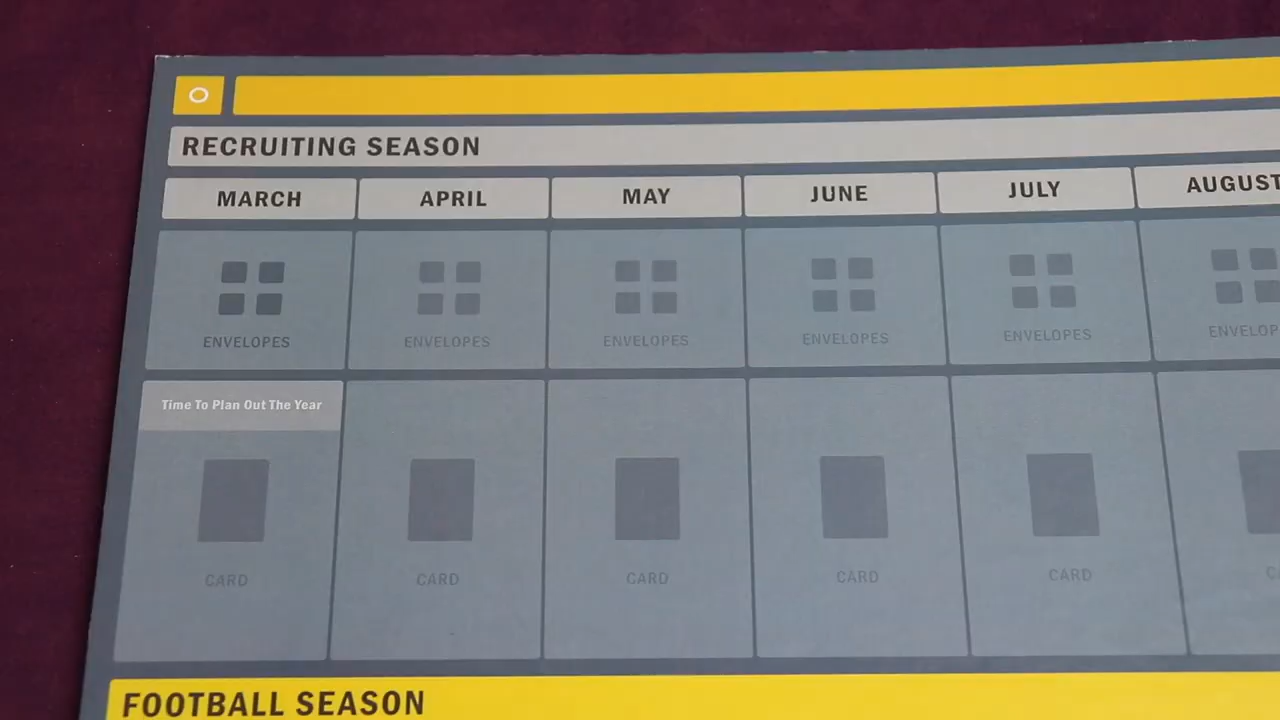 RECRUITING SEASON
MARCH APRIL MAY JUNE JULY AUGUST
ENVELOPES ENVELOPES ENVELOPES ENVELOPES ENVELOPES
Time To Plan Out The Year
CARD CARD CARD CARD CARD
FOOTBALL SEASON